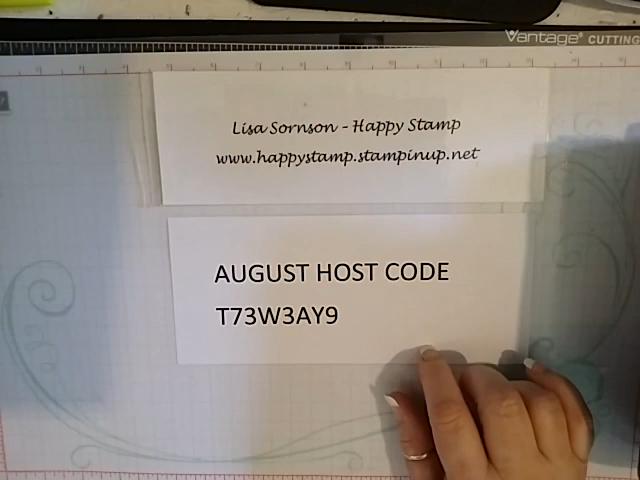 Vantage® CUTTING
Lisa Sornson - Happy Stamp
www.happystamp.stampinup.net
AUGUST HOST CODE
T73W3AY9